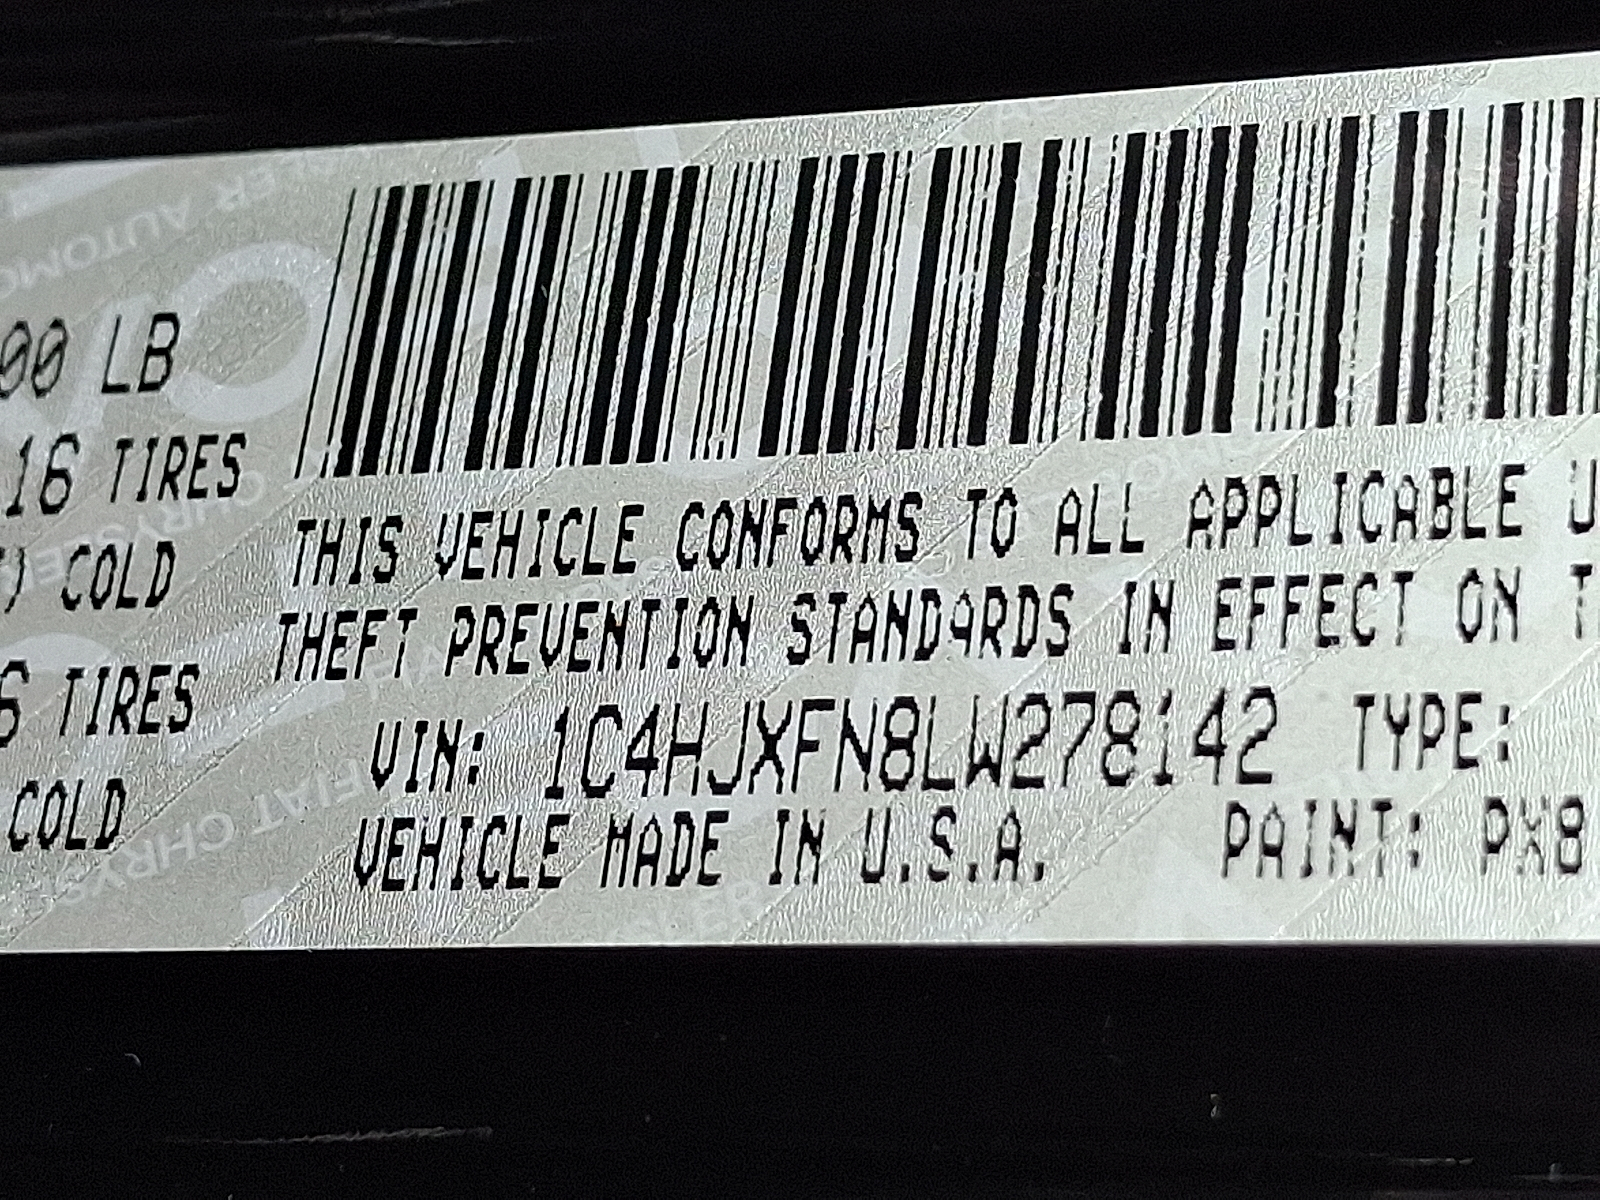 00 LB
16 TIRES
) COLD
6 TIRES
COLD
THIS VEHICLE CONFORMS TO ALL APPLICABLE U
THEFT PREVENTION STANDARDS IN EFFECT ON T
VIN: 1C4HJXFN8LW278142 TYPE:
VEHICLE MADE IN U.S.A. PAINT: PX8